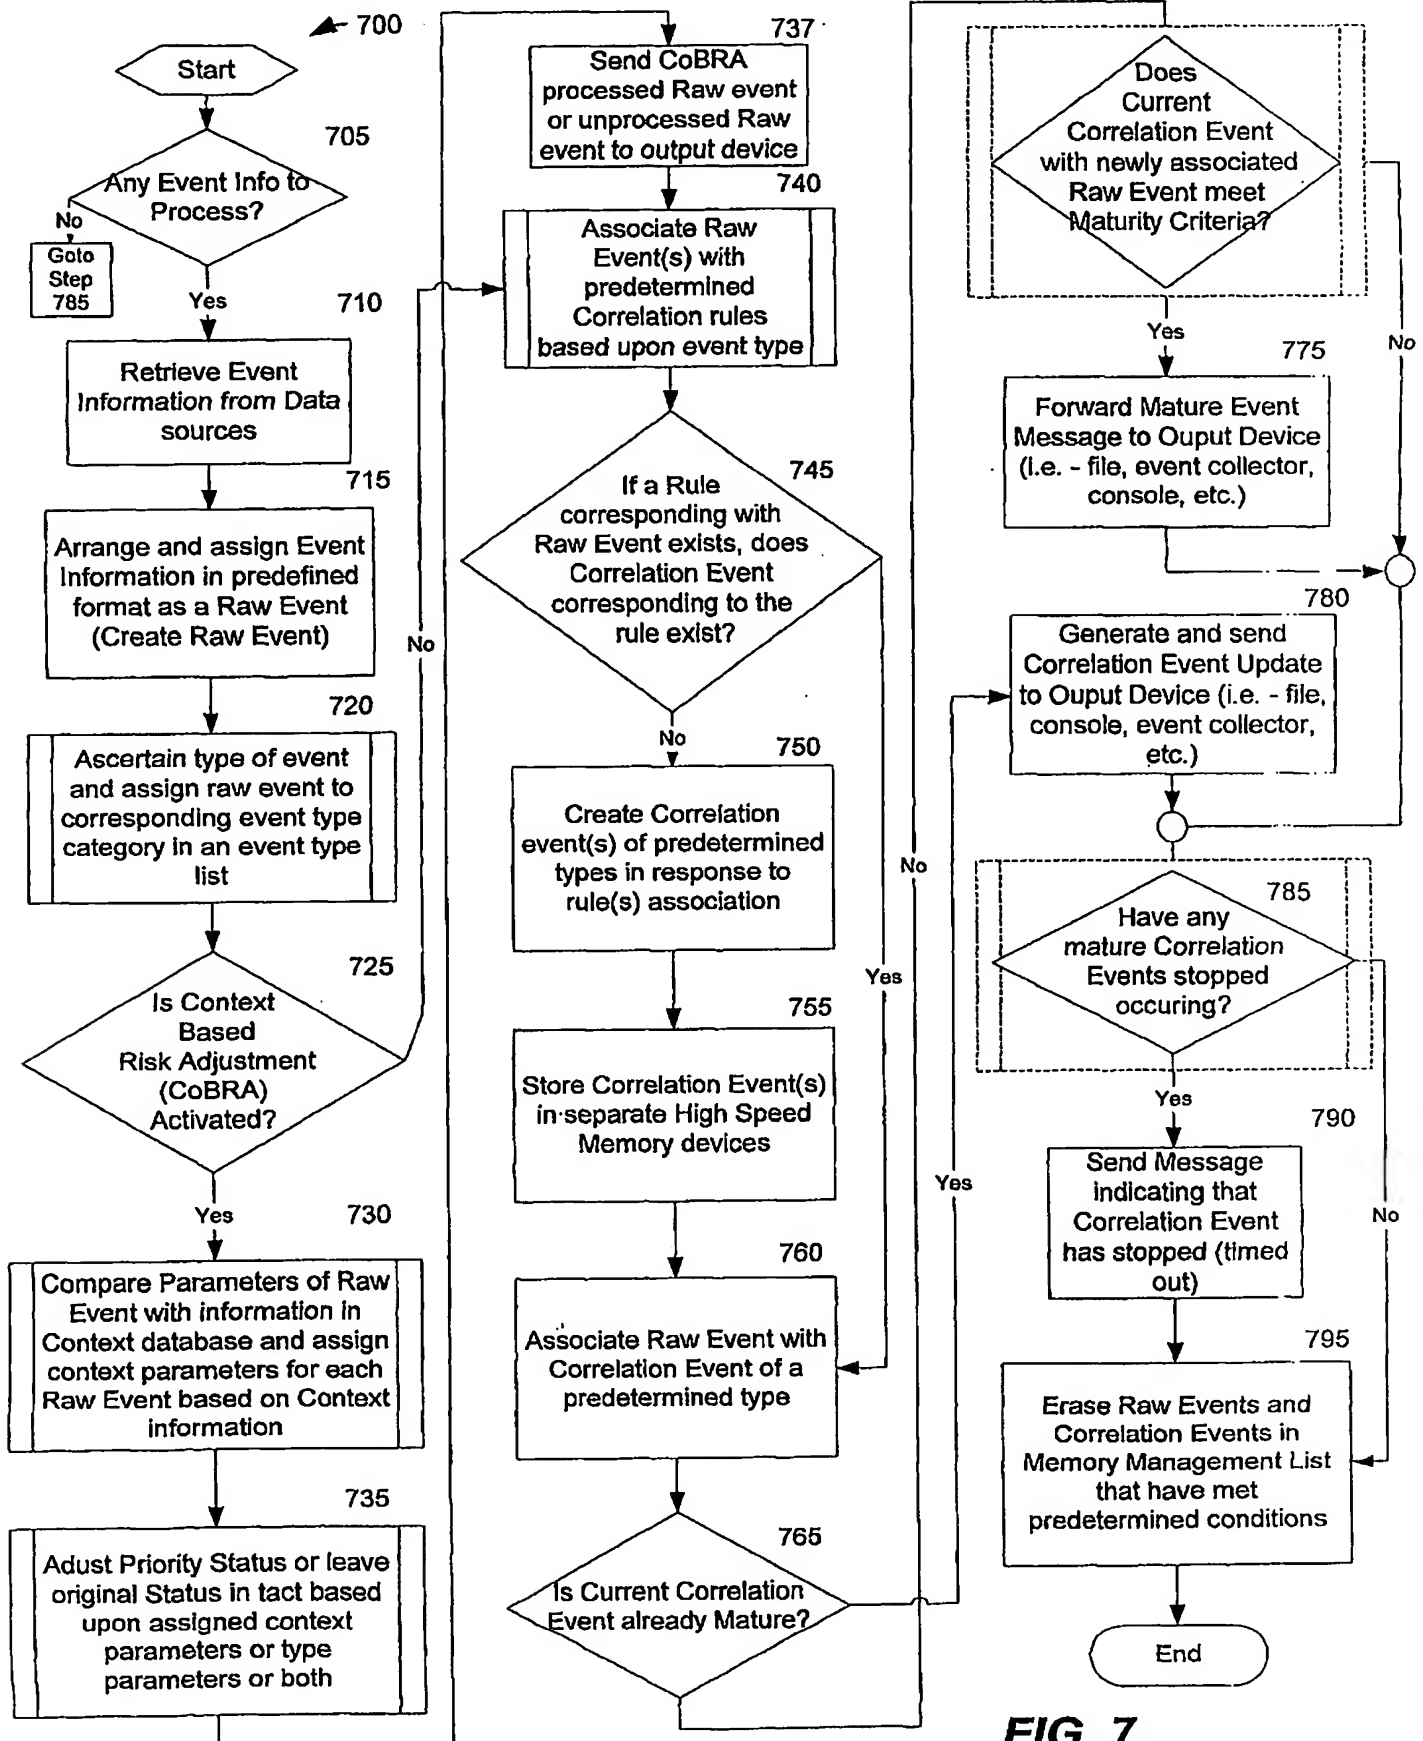 700
Start
705
Any Event Info to
Process?
No
Goto
Step
785
Yes
710
Retrieve Event
Information from Data
sources
715
Arrange and assign Event
Information in predefined
format as a Raw Event
(Create Raw Event)
720
Ascertain type of event
and assign raw event to
corresponding event type
category in an event type
list
725
Is Context
Based
Risk Adjustment
(CoBRA)
Activated?
No
Yes
730
Compare Parameters of Raw
Event with information in
Context database and assign
context parameters for each
Raw Event based on Context
information
735
Adust Priority Status or leave
original Status in tact based
upon assigned context
parameters or type
parameters or both
737
Send CoBRA
processed Raw event
or unprocessed Raw
event to output device
740
Associate Raw
Event(s) with
predetermined
Correlation rules
based upon event type
745
If a Rule
corresponding with
Raw Event exists, does
Correlation Event
corresponding to the
rule exist?
No
Yes
750
Create Correlation
event(s) of predetermined
types in response to
rule(s) association
755
Store Correlation Event(s)
in separate High Speed
Memory devices
760
Associate Raw Event with
Correlation Event of a
predetermined type
765
Is Current Correlation
Event already Mature?
No
Yes
Does
Current
Correlation Event
with newly associated
Raw Event meet
Maturity Criteria?
Yes
No
775
Forward Mature Event
Message to Ouput Device
(i.e. - file, event collector,
console, etc.)
780
Generate and send
Correlation Event Update
to Ouput Device (i.e. - file,
console, event collector,
etc.)
785
Have any
mature Correlation
Events stopped
occuring?
Yes
No
790
Send Message
indicating that
Correlation Event
has stopped (timed
out)
795
Erase Raw Events and
Correlation Events in
Memory Management List
that have met
predetermined conditions
End
FIG. 7